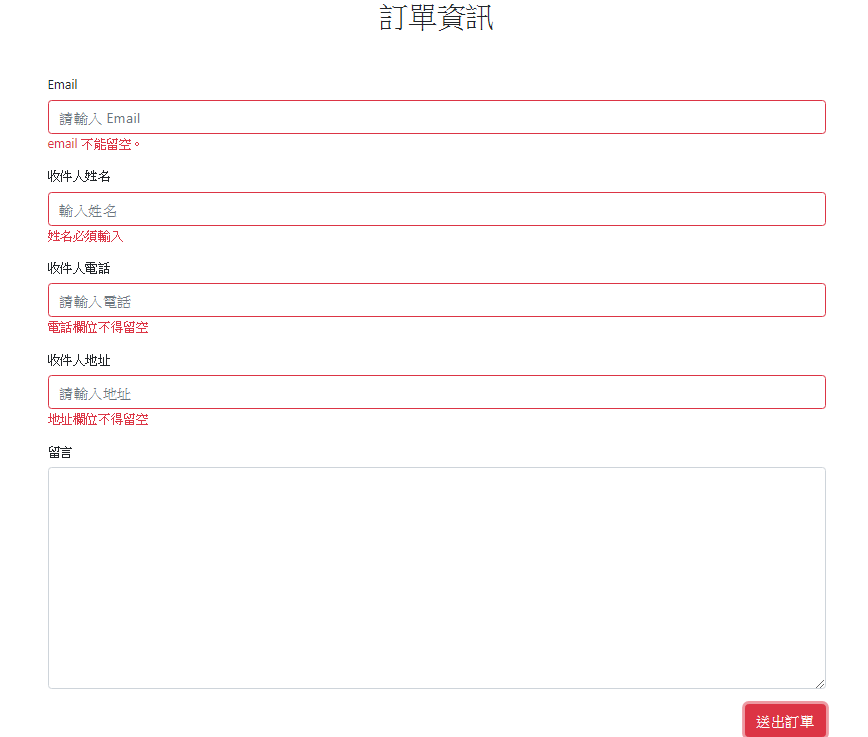 訂單資訊
Email
請輸入 Email
email 不能留空。
收件人姓名
輸入姓名
姓名必須輸入
收件人電話
請輸入電話
電話欄位不得留空
收件人地址
請輸入地址
地址欄位不得留空
留言
送出訂單